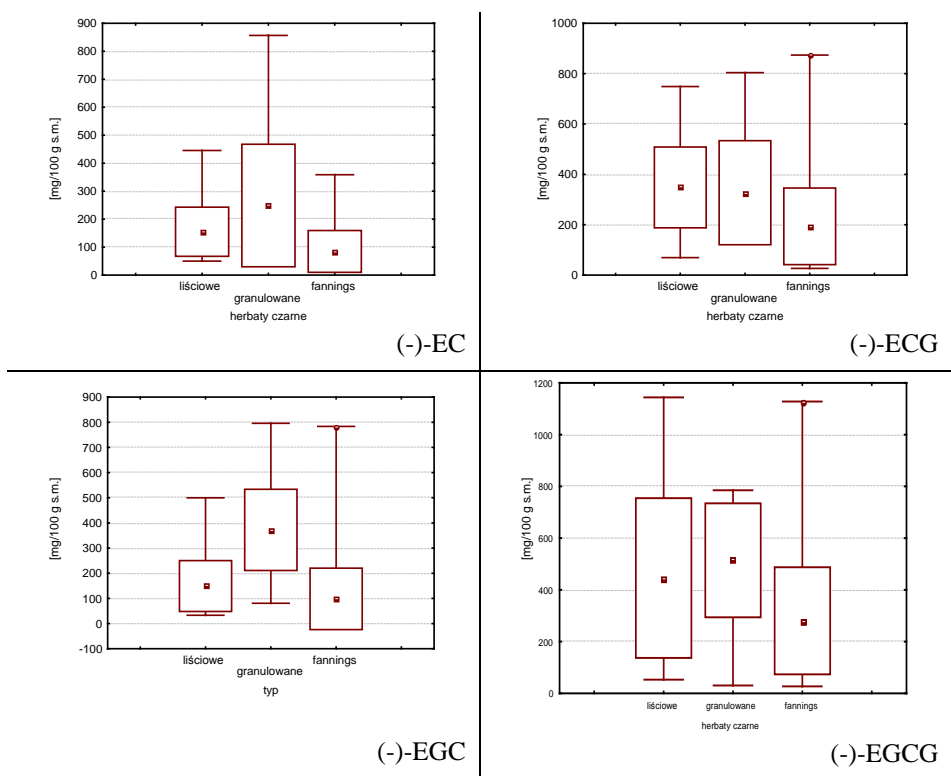 900
800
700
600
500
400
300
200
100
0
[mg/100 g s.m.]
liściowe
granulowane
fannings
herbaty czarne
(-)-EC
1000
800
600
400
200
0
[mg/100 g s.m.]
liściowe
granulowane
fannings
herbaty czarne
(-)-ECG
900
800
700
600
500
400
300
200
100
0
-100
[mg/100 g s.m.]
liściowe
granulowane
fannings
typ
(-)-EGC
1200
1000
800
600
400
200
0
[mg/100 g s.m.]
liściowe granulowane fannings
herbaty czarne
(-)-EGCG